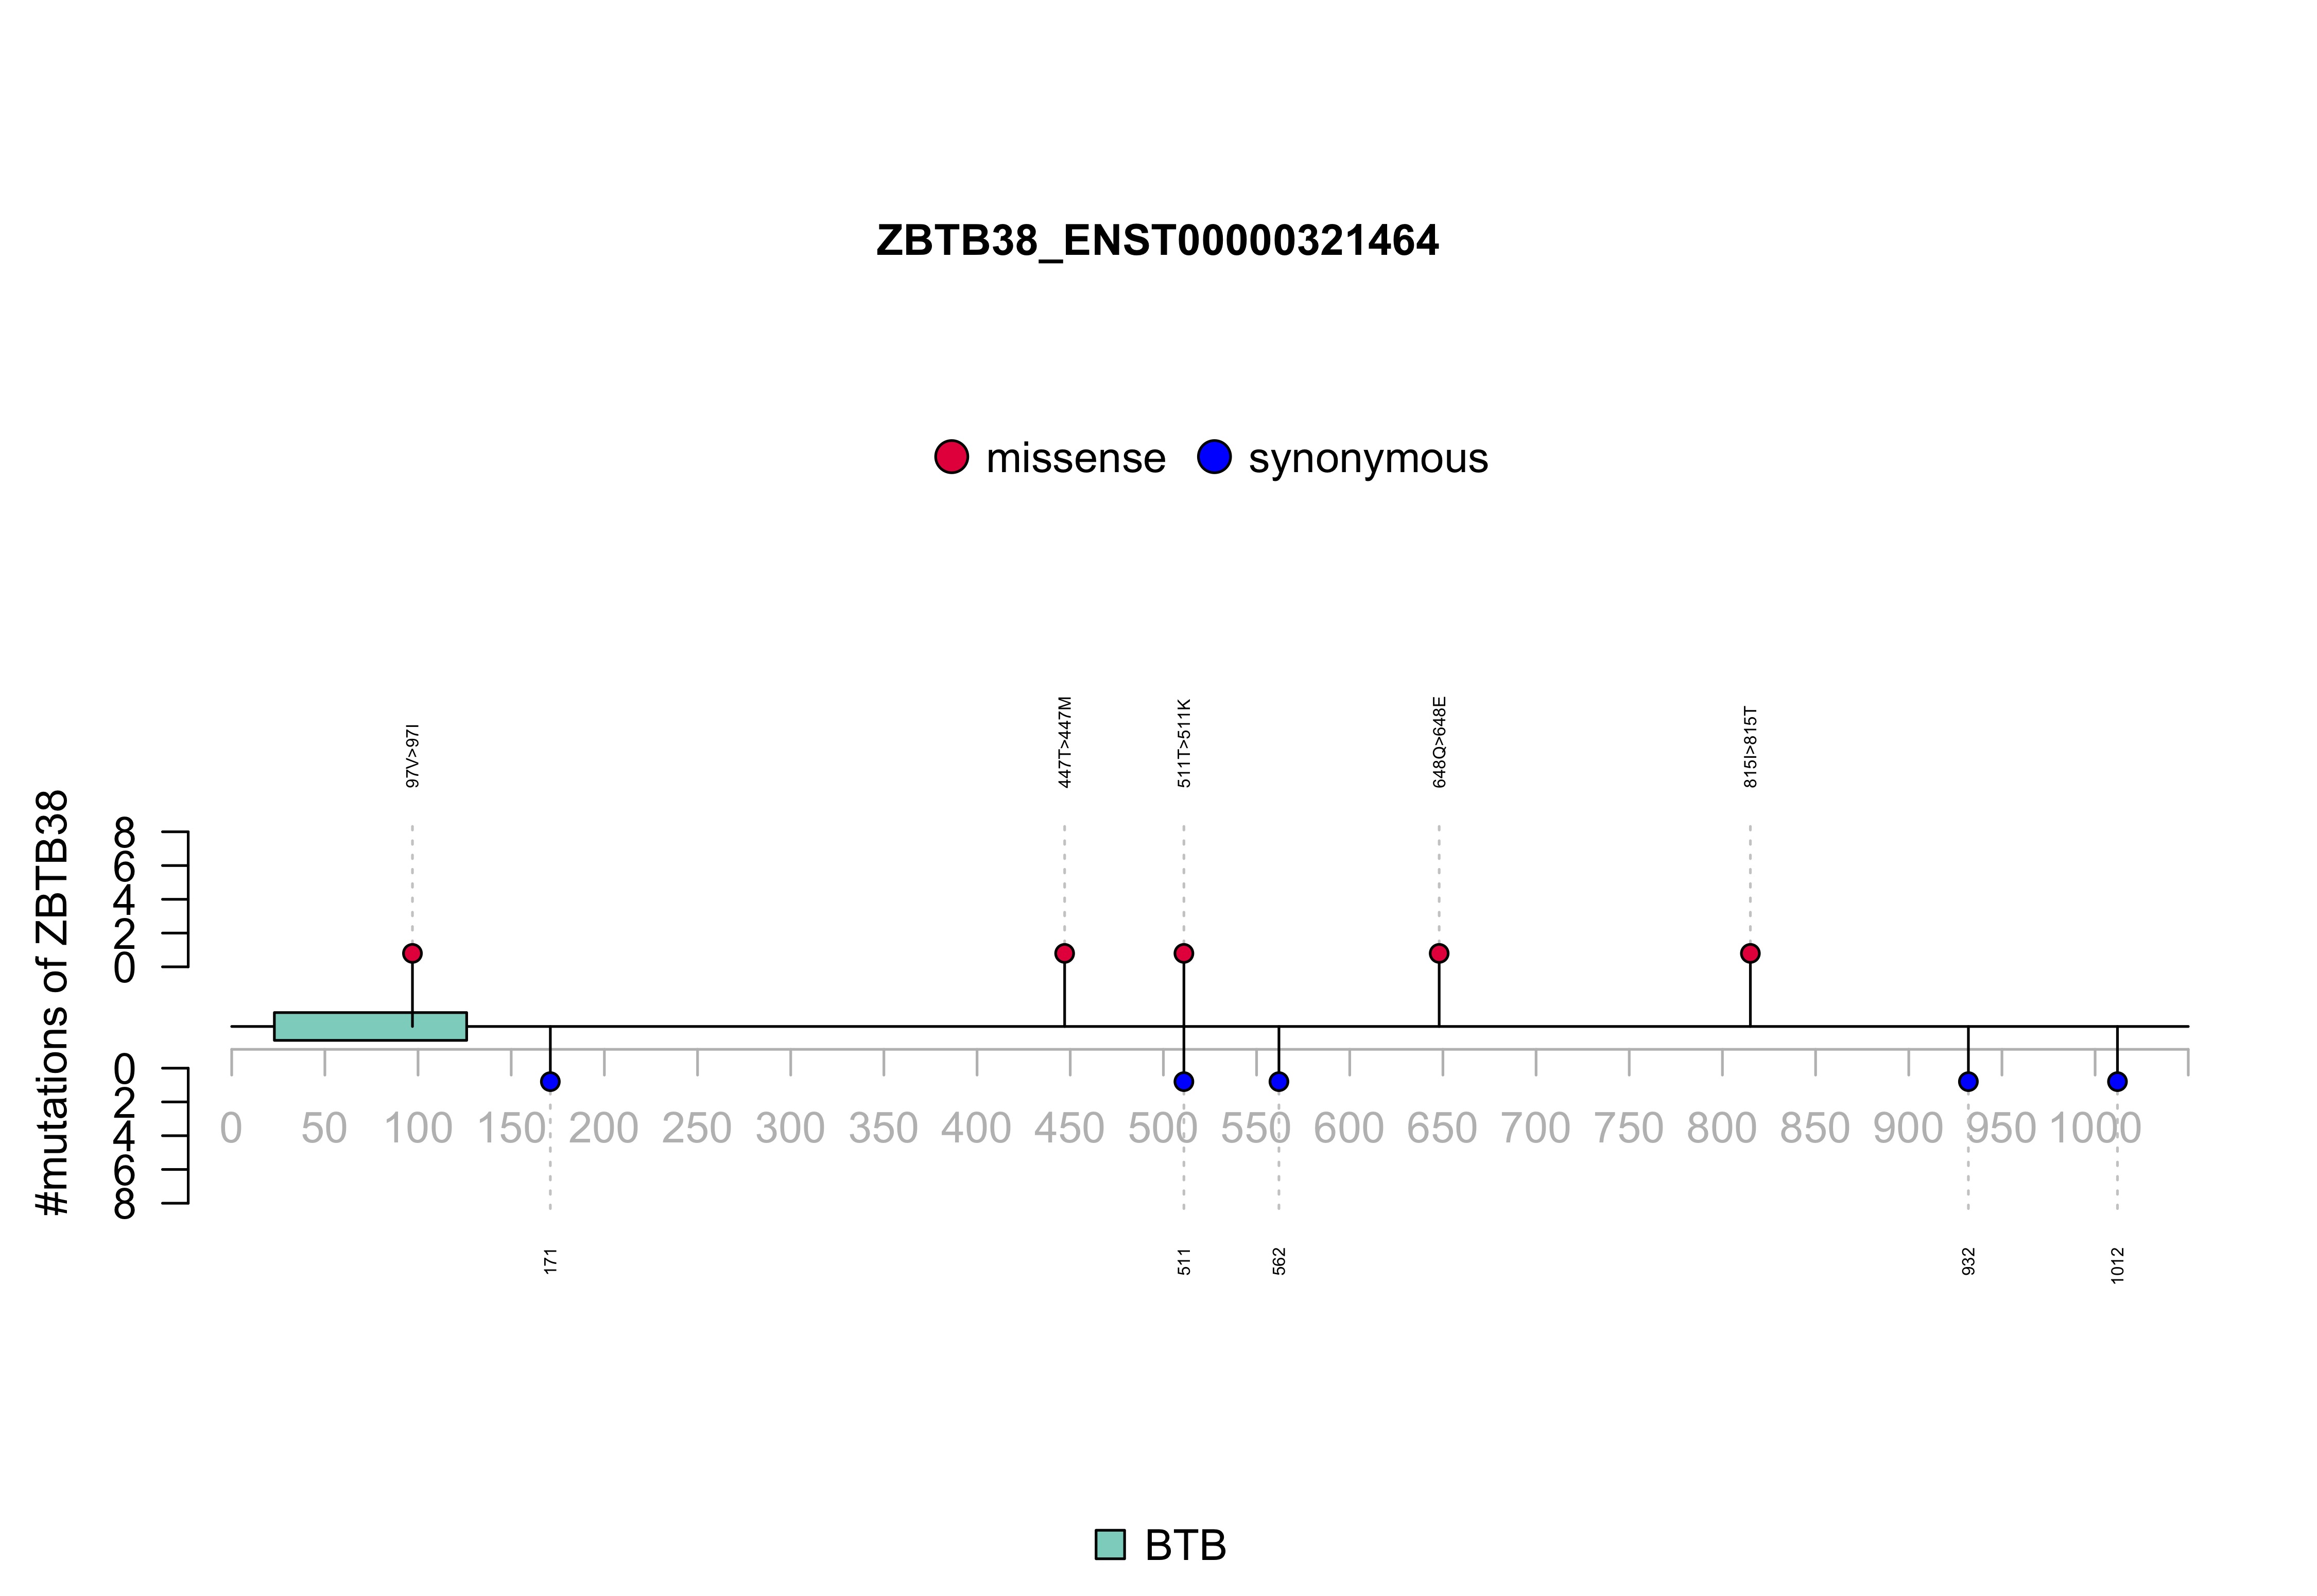 ZBTB38_ENST00000321464
missense synonymous
97V>97I 447T>447M 511T>511K 648Q>648E 815I>815T
#mutations of ZBTB38
8
6
4
2
0
0
2
4
6
8
0 50 100 150 200 250 300 350 400 450 500 550 600 650 700 750 800 850 900 950 1000
171 511 562 932 1012
BTB